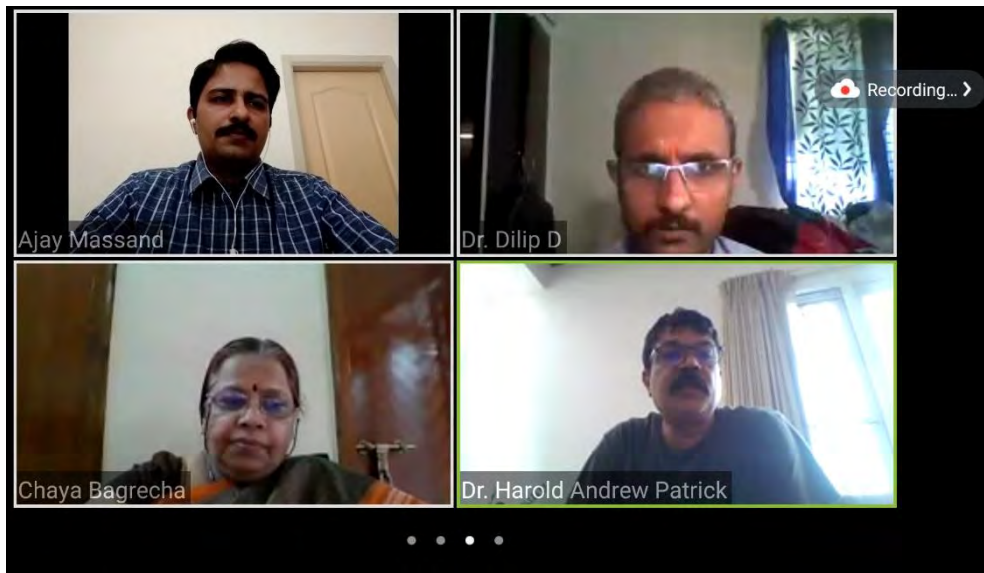 Recording...
Ajay Massand
Dr. Dilip D
Chaya Bagrecha
Dr. Harold Andrew Patrick